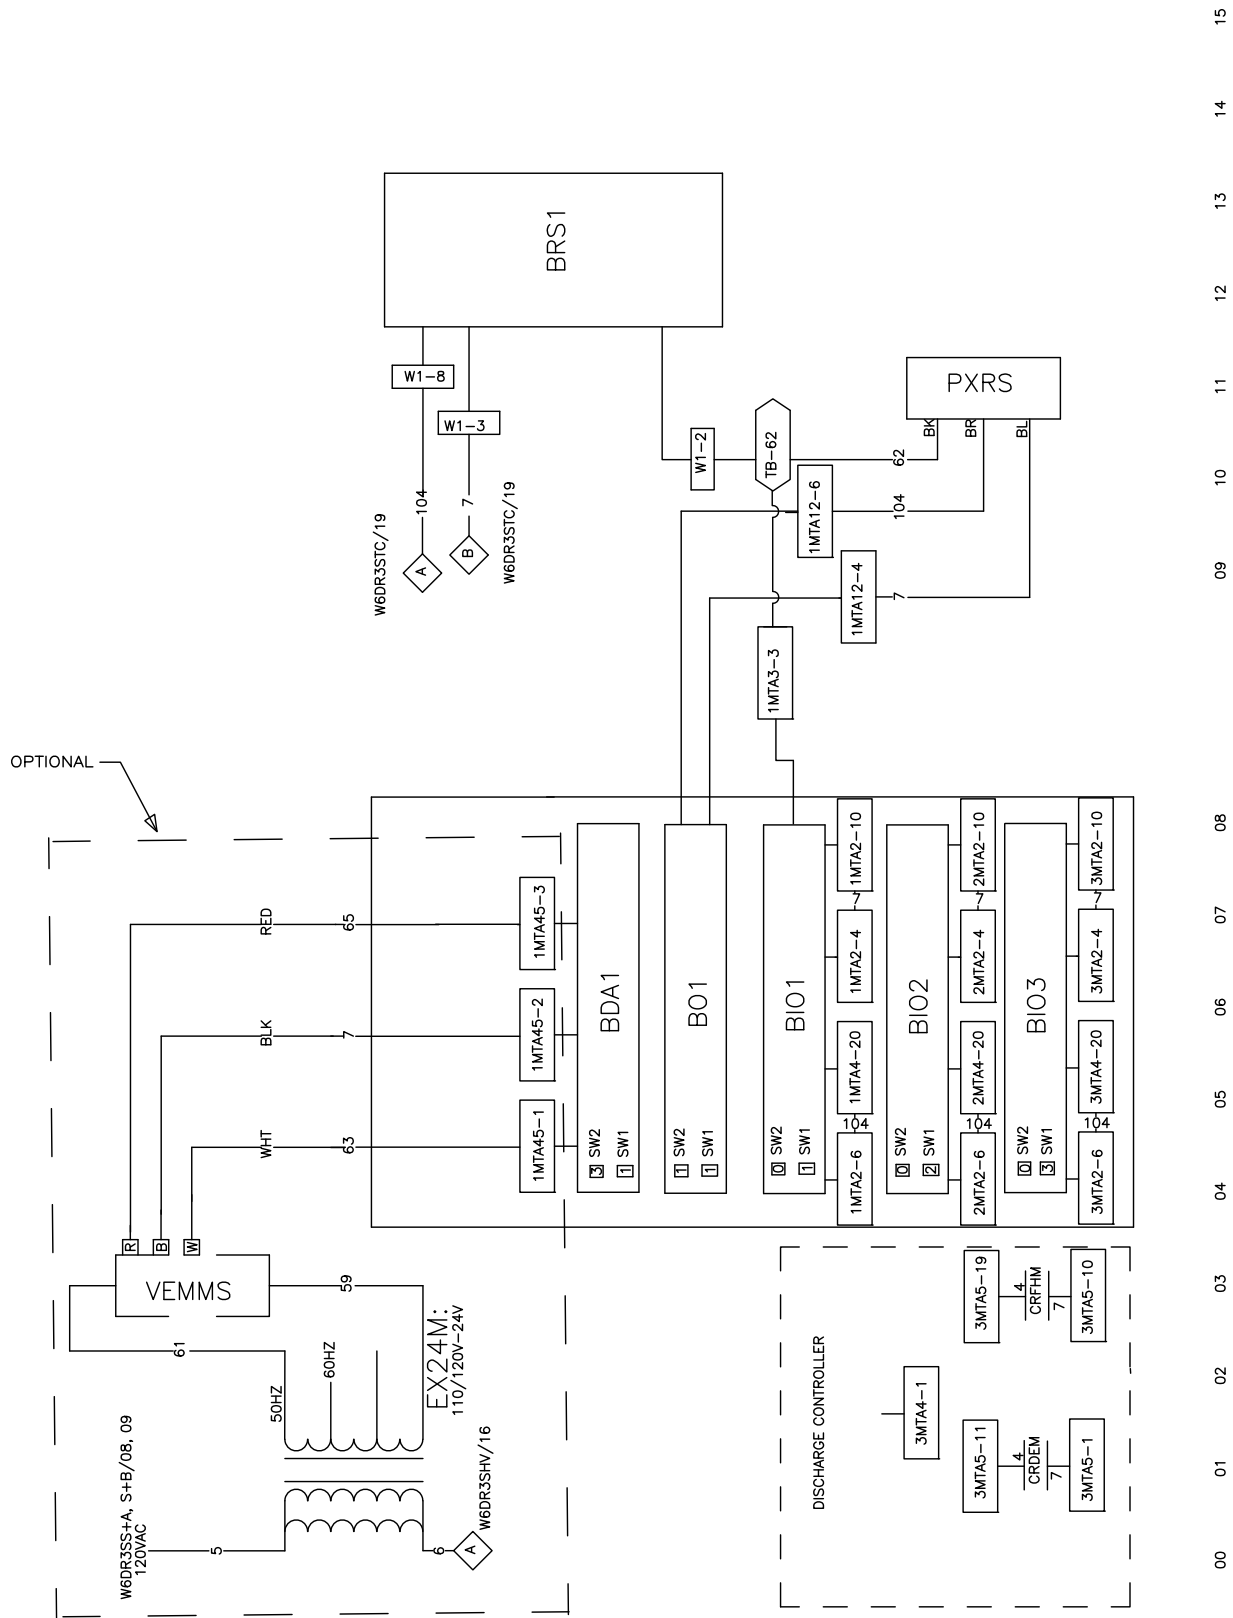 15
14
13
12
11
10
09
08
07
06
05
04
03
02
01
00
BRS1
W1-8
W1-3
104
7
A
B
W6DR3STC/19
W6DR3STC/19
PXRS
BK
BR
BL
W1-2
TB-62
62
1MTA12-6
104
1MTA12-4
7
1MTA3-3
OPTIONAL
RED
65
1MTA45-3
BLK
7
1MTA45-2
WHT
63
1MTA45-1
BDA1
3 SW2
1 SW1
BO1
1 SW2
1 SW1
BIO1
0 SW2
1 SW1
1MTA2-10
7
1MTA2-4
1MTA4-20
104
1MTA2-6
BIO2
0 SW2
2 SW1
2MTA2-10
7
2MTA2-4
2MTA4-20
104
2MTA2-6
BIO3
0 SW2
3 SW1
3MTA2-10
7
3MTA2-4
3MTA4-20
104
3MTA2-6
R
B
W
VEMMS
59
61
50HZ
60HZ
EX24M:
110/120V-24V
W6DR3SS+A, S+B/08, 09
120VAC
5
6
A
W6DR3SHV/16
DISCHARGE CONTROLLER
3MTA4-1
3MTA5-19
4
CRFHM
7
3MTA5-10
3MTA5-11
4
CRDEM
7
3MTA5-1